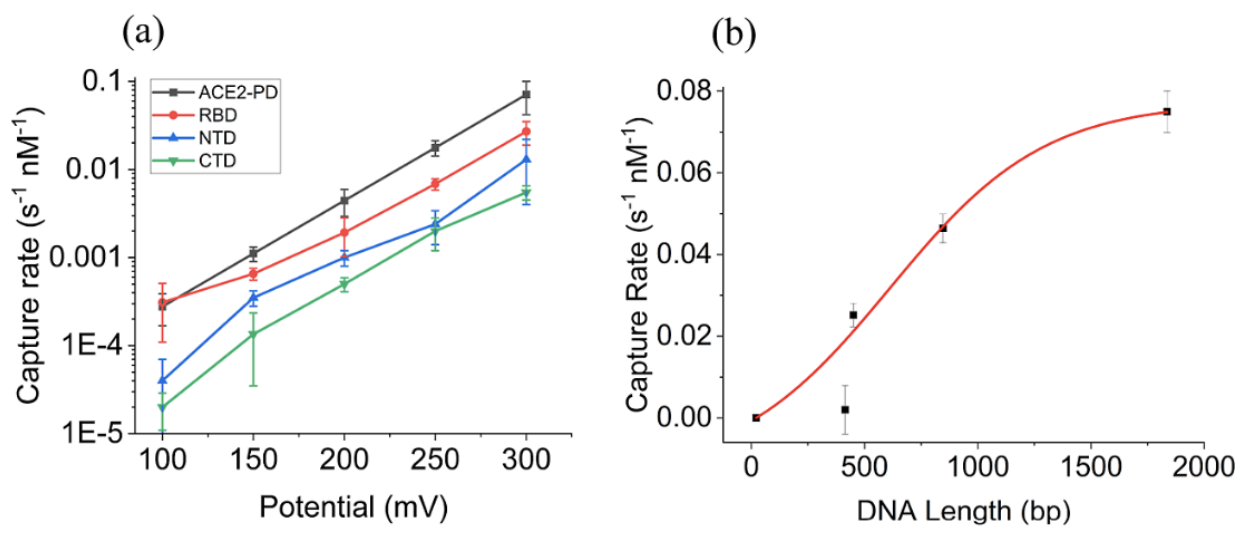 (a)
Capture rate (s⁻¹ nM⁻¹)
0.1
0.01
0.001
1E-4
1E-5
ACE2-PD
RBD
NTD
CTD
100 150 200 250 300
Potential (mV)
(b)
Capture Rate (s⁻¹ nM⁻¹)
0.08
0.06
0.04
0.02
0.00
0 500 1000 1500 2000
DNA Length (bp)